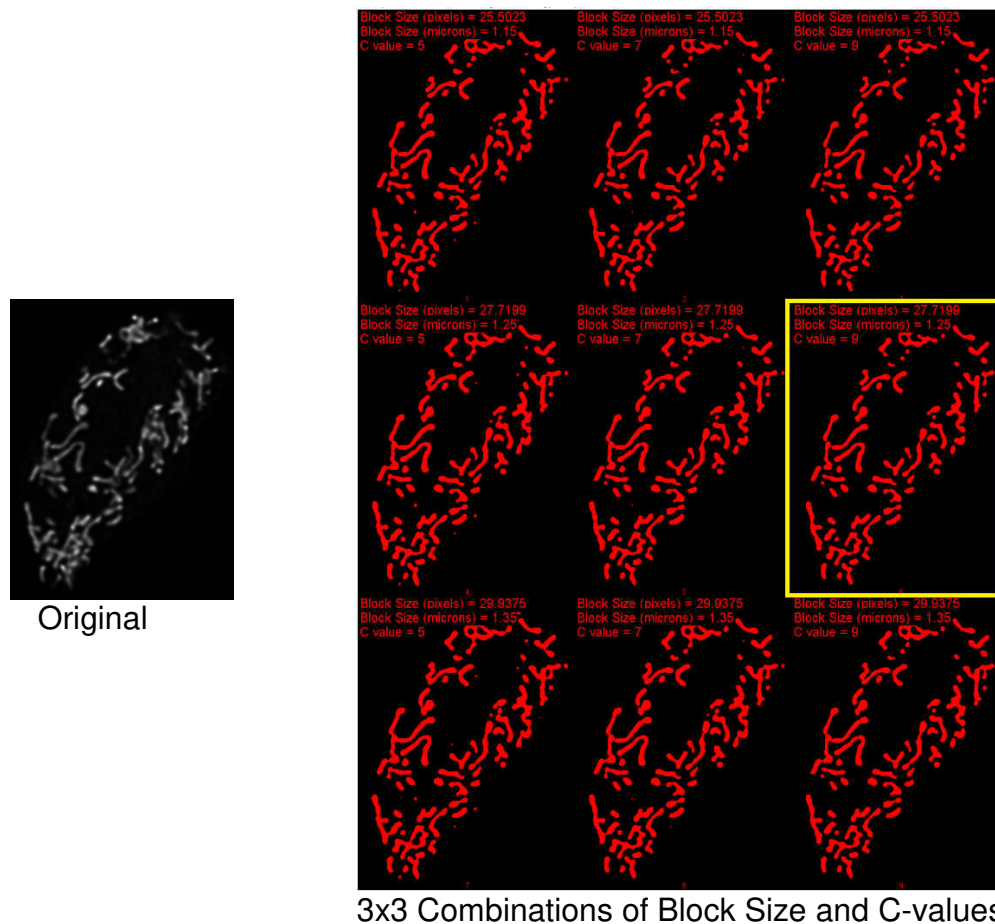 Block Size (pixels) = 25.5023
Block Size (microns) = 1.15
C value = 5
Block Size (pixels) = 25.5023
Block Size (microns) = 1.15
C value = 7
Block Size (pixels) = 25.5023
Block Size (microns) = 1.15
C value = 9
Block Size (pixels) = 27.7199
Block Size (microns) = 1.25
C value = 5
Block Size (pixels) = 27.7199
Block Size (microns) = 1.25
C value = 7
Block Size (pixels) = 27.7199
Block Size (microns) = 1.25
C value = 9
Block Size (pixels) = 29.9375
Block Size (microns) = 1.35
C value = 5
Block Size (pixels) = 29.9375
Block Size (microns) = 1.35
C value = 7
Block Size (pixels) = 29.9375
Block Size (microns) = 1.35
C value = 9
Original
3x3 Combinations of Block Size and C-values